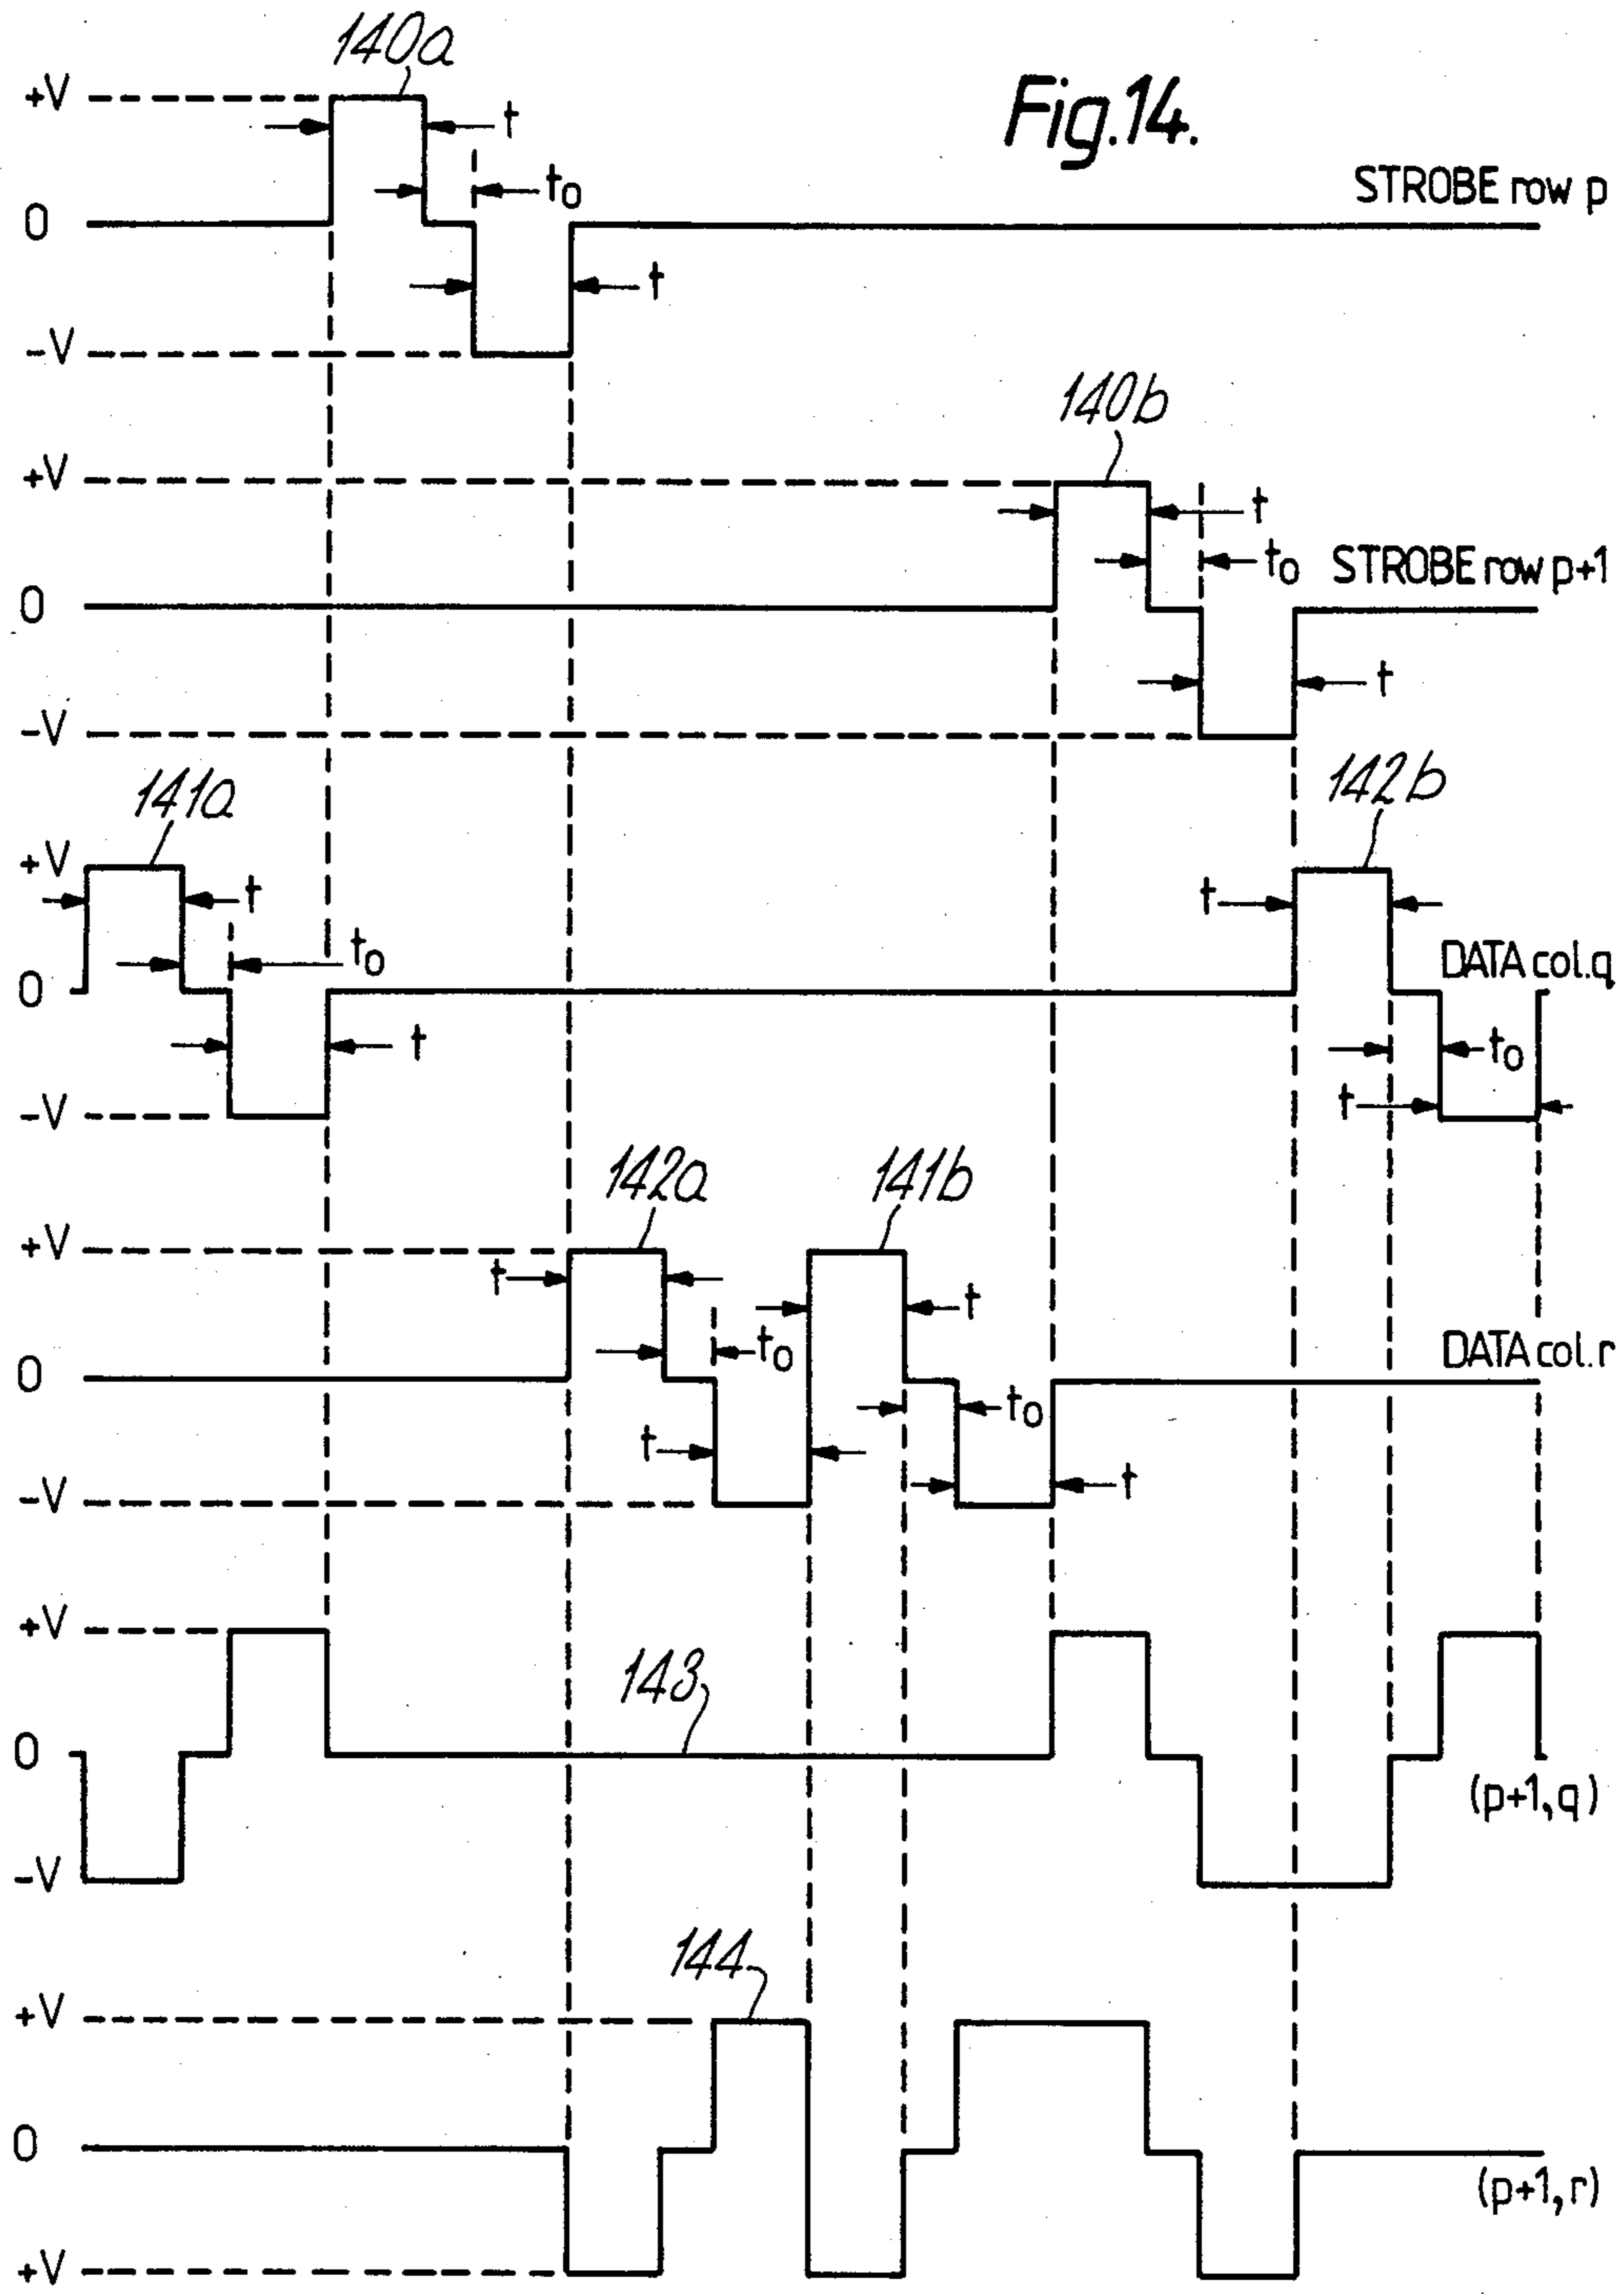 140a
Fig.14.
+V
t
t₀
STROBE row p
0
t
-V
140b
+V
t
t₀
STROBE row p+1
0
t
-V
141a
142b
+V
t
t
t₀
DATA col.q
0
t
t₀
-V
t
142a
141b
+V
t
t
t₀
DATA col.r
0
t₀
t
t
-V
+V
143
0
(p+1,q)
-V
144
+V
0
(p+1,r)
+V